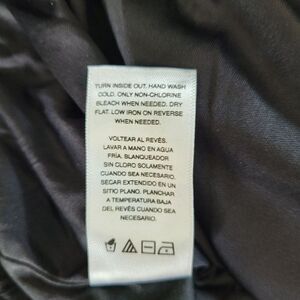 TURN INSIDE OUT. HAND WASH
COLD. ONLY NON-CHLORINE
BLEACH WHEN NEEDED. DRY
FLAT. LOW IRON ON REVERSE
WHEN NEEDED.
VOLTEAR AL REVÉS.
LAVAR A MANO EN AGUA
FRÍA. BLANQUEADOR
SIN CLORO SOLAMENTE
CUANDO SEA NECESARIO.
SECAR EXTENDIDO EN UN
SITIO PLANO. PLANCHAR
A TEMPERATURA BAJA
DEL REVÉS CUANDO SEA
NECESARIO.